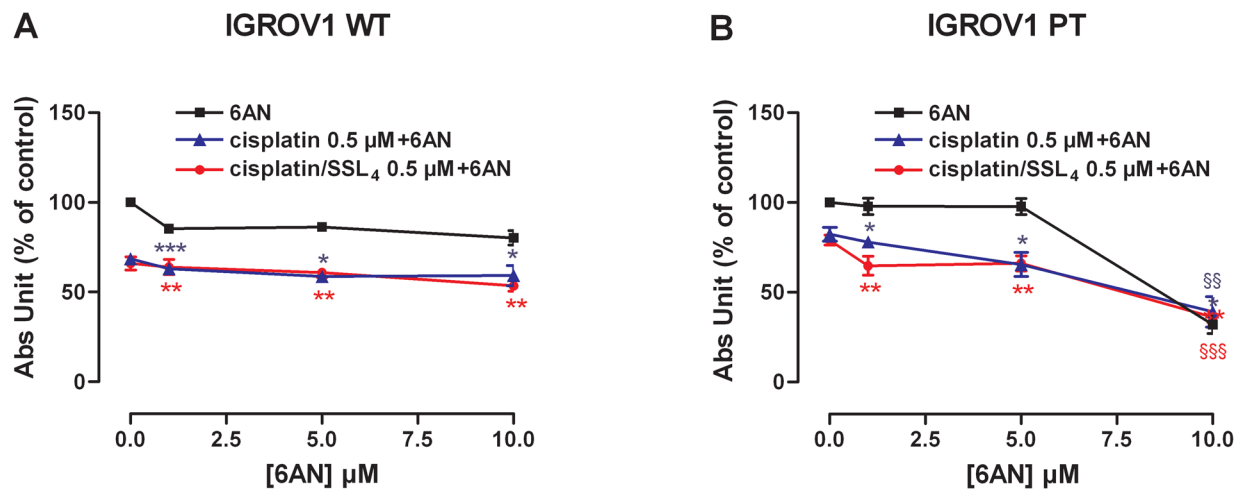 A
IGROV1 WT
Abs Unit (% of control)
150
100
50
0
6AN
cisplatin 0.5 µM+6AN
cisplatin/SSL4 0.5 µM+6AN
***
*
*
**
**
**
0.0 2.5 5.0 7.5 10.0
[6AN] µM
B
IGROV1 PT
Abs Unit (% of control)
150
100
50
0
6AN
cisplatin 0.5 µM+6AN
cisplatin/SSL4 0.5 µM+6AN
*
*
**
**
§§
*
**
§§§
0.0 2.5 5.0 7.5 10.0
[6AN] µM